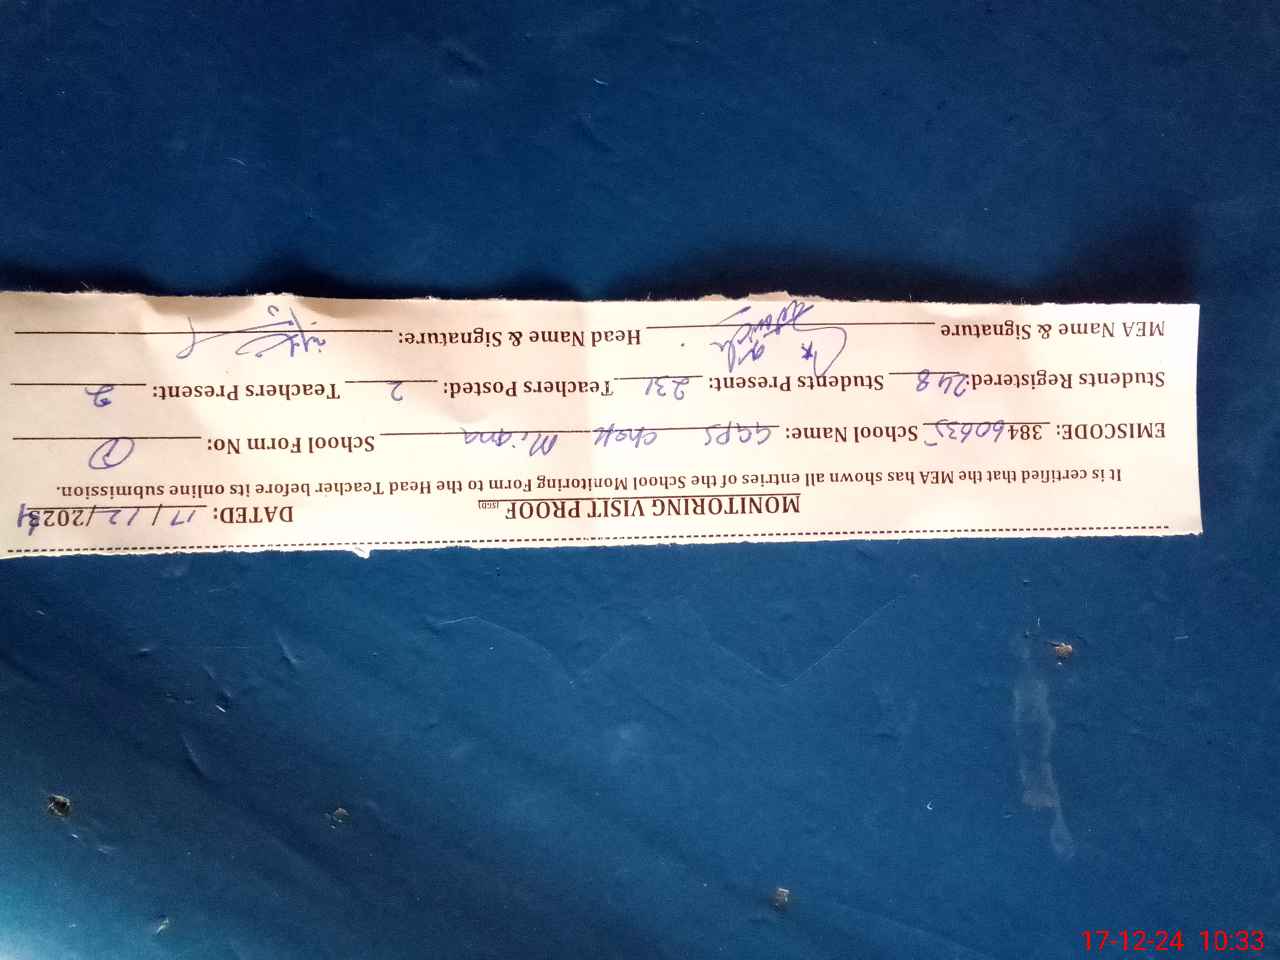 MONITORING VISIT PROOF [SGD] DATED: 17/12/2024
It is certified that the MEA has shown all entries of the School Monitoring Form to the Head Teacher before its online submission.
EMISCODE: 38460635 School Name: GGPS Chak Miana School Form No: 1
Students Registered: 248 Students Present: 231 Teachers Posted: 2 Teachers Present: 2
MEA Name & Signature Head Name & Signature:
17-12-24 10:33